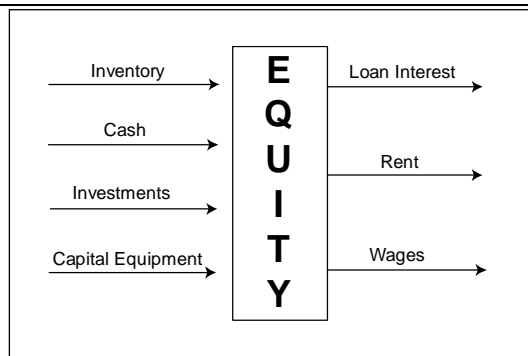 Inventory
Cash
Investments
Capital Equipment
E
Q
U
I
T
Y
Loan Interest
Rent
Wages